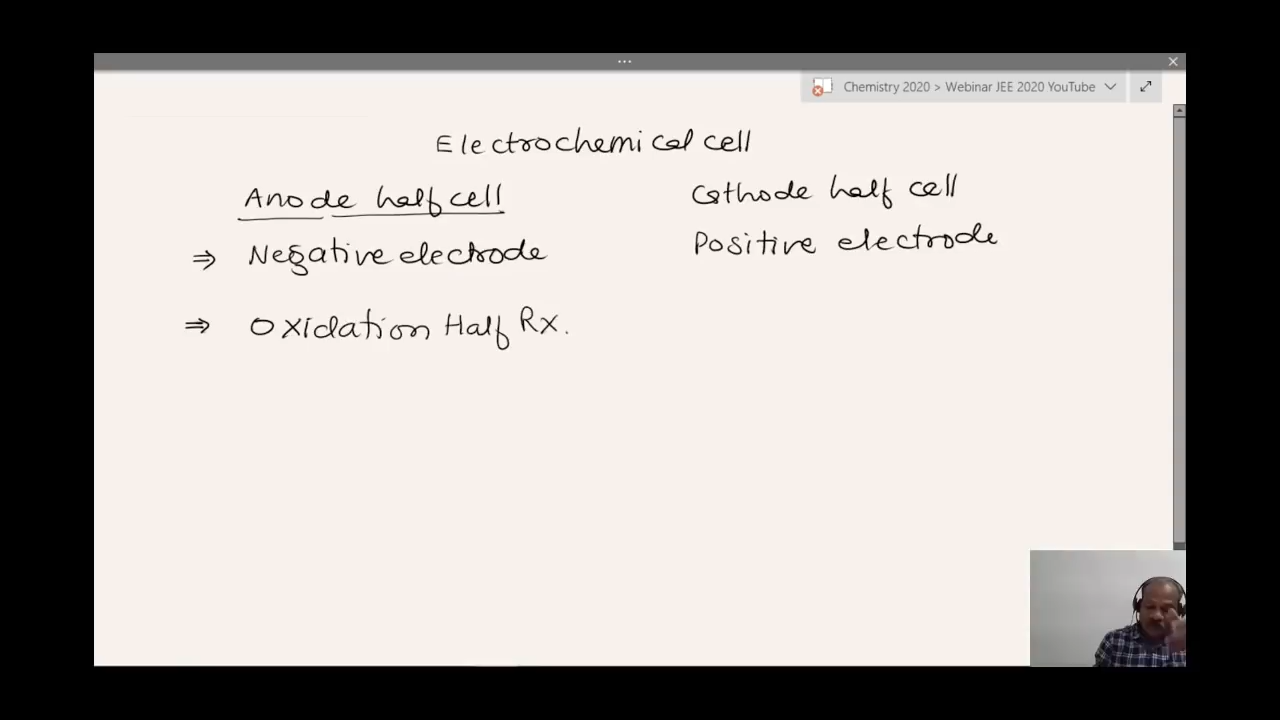 ...
Chemistry 2020 > Webinar JEE 2020 YouTube
Electrochemical cell
Anode half cell
Cathode half cell
⇒ Negative electrode
Positive electrode
⇒ Oxidation Half Rx.